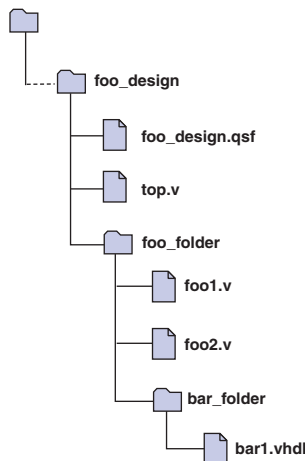 foo_design
foo_design.qsf
top.v
foo_folder
foo1.v
foo2.v
bar_folder
bar1.vhdl